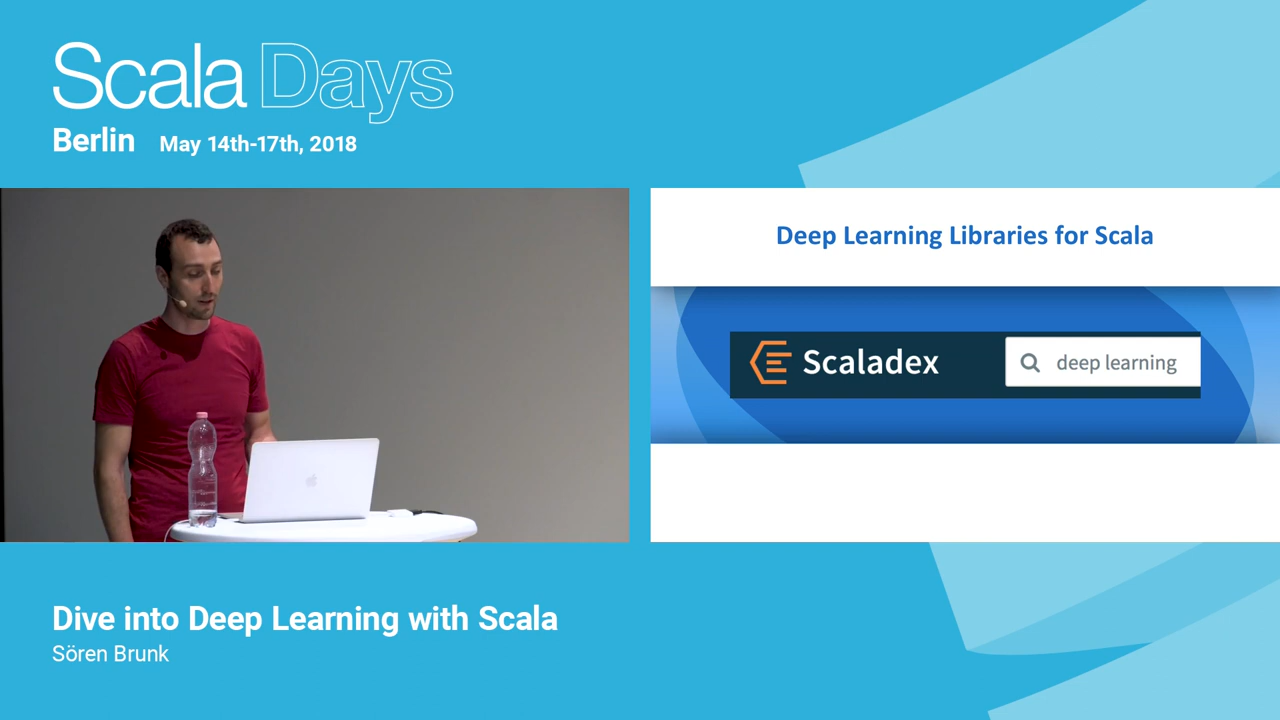 Scala Days
Berlin May 14th-17th, 2018
Deep Learning Libraries for Scala
Scaladex deep learning
Dive into Deep Learning with Scala
Sören Brunk